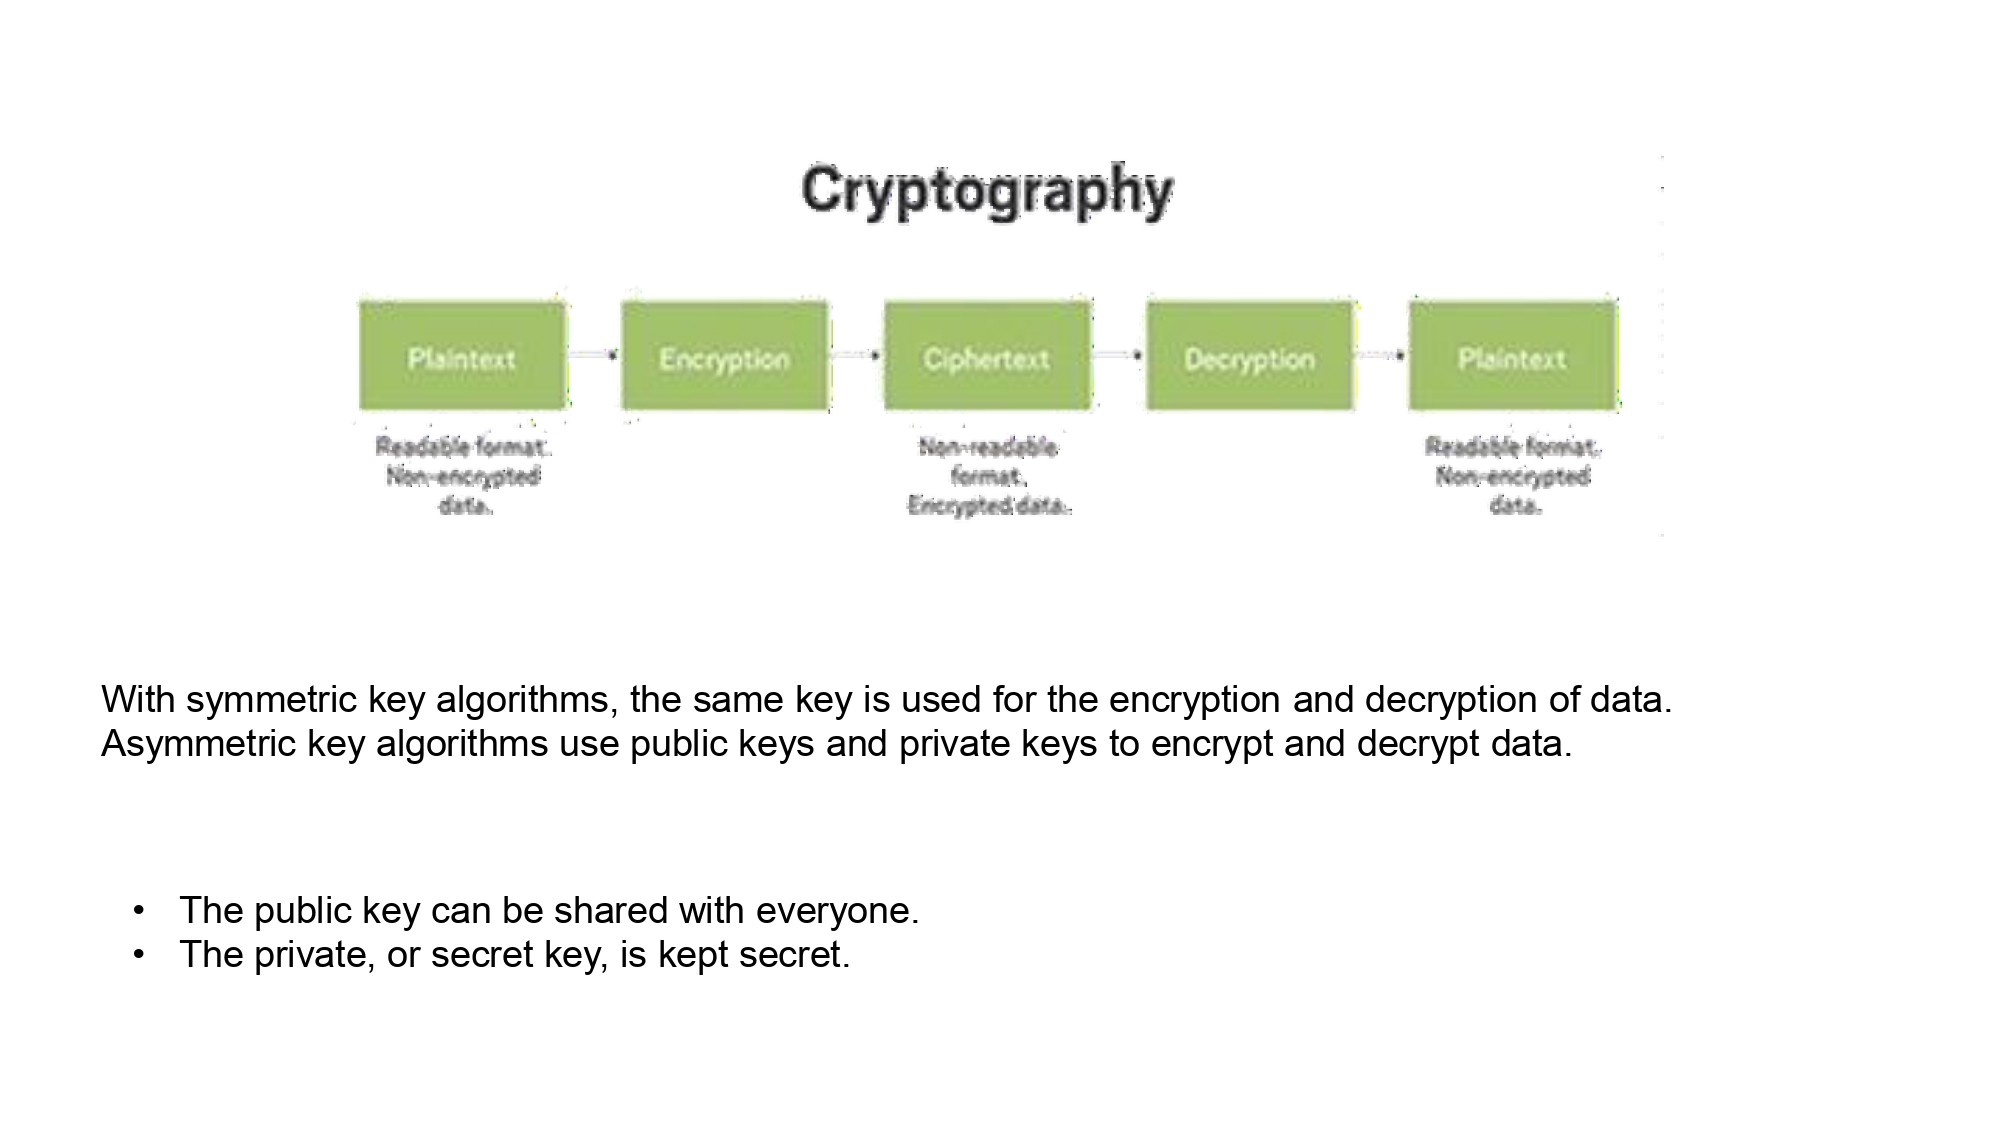 Cryptography
Plaintext
Encryption
Ciphertext
Decryption
Plaintext
Readable format.
Non-encrypted
data.
Non-readable
format.
Encrypted data.
Readable format.
Non-encrypted
data.
With symmetric key algorithms, the same key is used for the encryption and decryption of data.
Asymmetric key algorithms use public keys and private keys to encrypt and decrypt data.
• The public key can be shared with everyone.
• The private, or secret key, is kept secret.